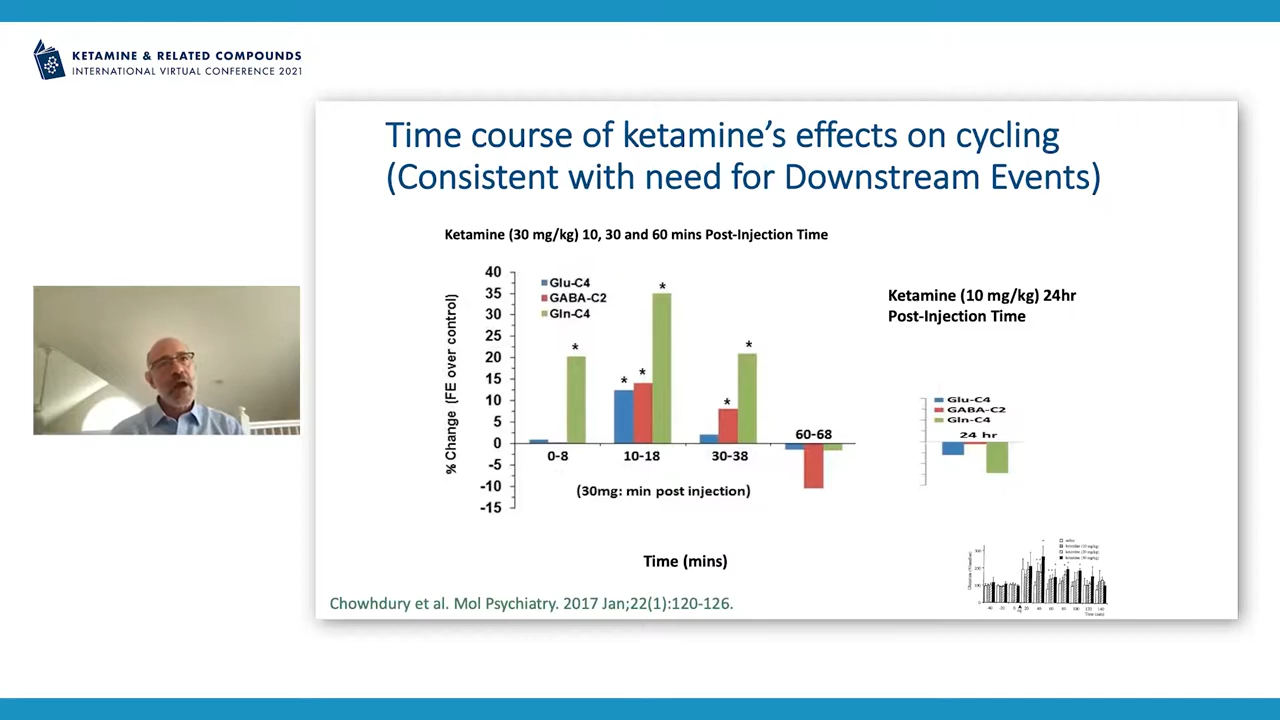 KETAMINE & RELATED COMPOUNDS
INTERNATIONAL VIRTUAL CONFERENCE 2021
Time course of ketamine's effects on cycling
(Consistent with need for Downstream Events)
Ketamine (30 mg/kg) 10, 30 and 60 mins Post-Injection Time
% Change (FE over control)
40
35
30
25
20
15
10
5
0
-5
-10
-15
Glu-C4
GABA-C2
Gln-C4
*
* * *
* *
0-8
10-18
30-38
60-68
(30mg: min post injection)
Time (mins)
Ketamine (10 mg/kg) 24hr
Post-Injection Time
Glu-C4
GABA-C2
Gln-C4
24 hr
Chowhdury et al. Mol Psychiatry. 2017 Jan;22(1):120-126.